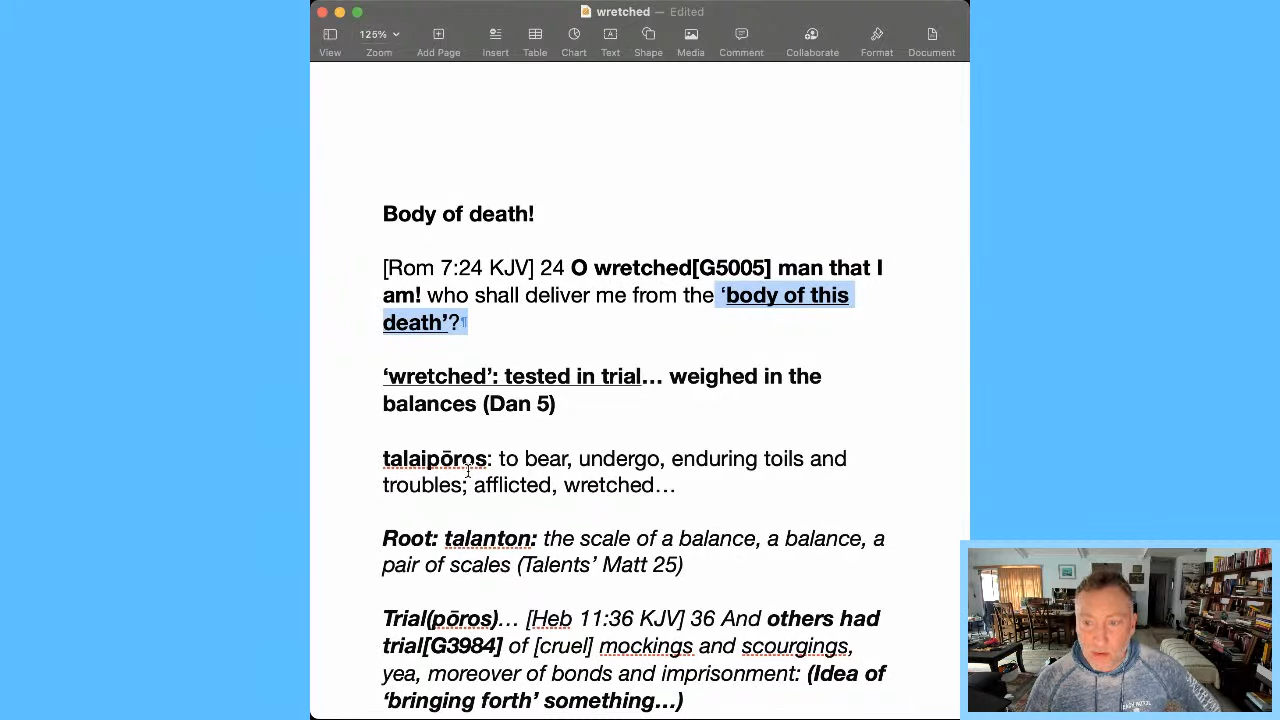 wretched — Edited
125%
View Zoom Add Page Insert Table Chart Text Shape Media Comment Collaborate Format Document
Body of death!
[Rom 7:24 KJV] 24 O wretched[G5005] man that I
am! who shall deliver me from the ‘body of this
death’?¶
‘wretched’: tested in trial… weighed in the
balances (Dan 5)
talaipōros: to bear, undergo, enduring toils and
troubles; afflicted, wretched…
Root: talanton: the scale of a balance, a balance, a
pair of scales (Talents’ Matt 25)
Trial(pōros)… [Heb 11:36 KJV] 36 And others had
trial[G3984] of [cruel] mockings and scourgings,
yea, moreover of bonds and imprisonment: (Idea of
‘bringing forth’ something…)